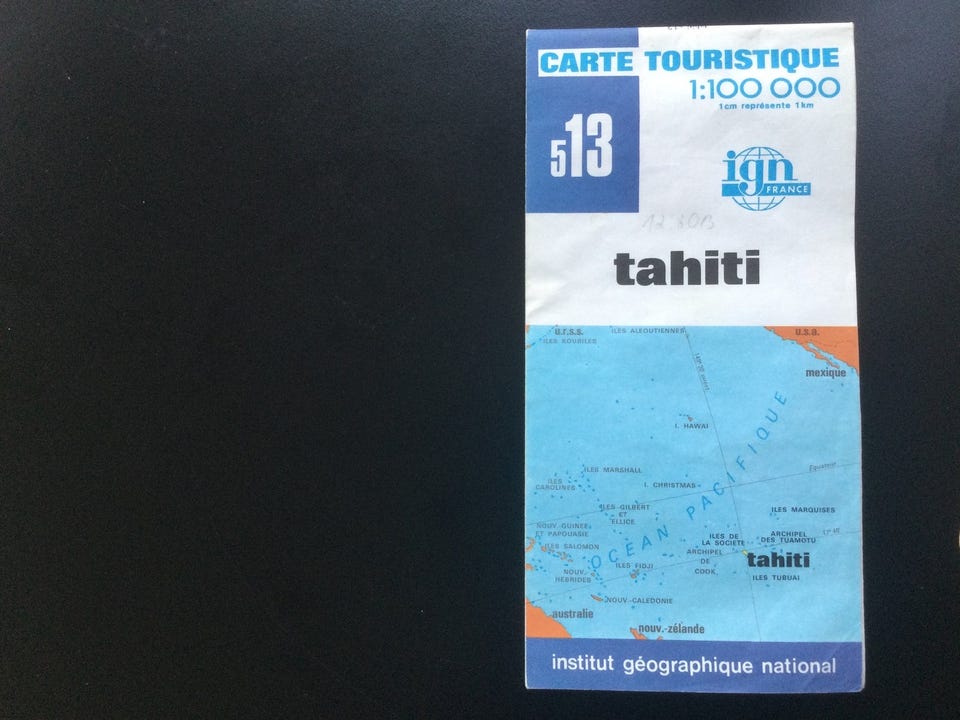 CARTE TOURISTIQUE
1:100 000
1cm représente 1km
513
ign
FRANCE
tahiti
u.r.s.s.
ILES ALEOUTIENNES
u.s.a.
ILES KOURILES
mexique
I. HAWAI
OCÉAN PACIFIQUE
ILES MARSHALL
Equateur
ILES
CAROLINES
I. CHRISTMAS
ILES GILBERT
ET
ELLICE
ILES MARQUISES
NOUV. GUINEE
ET PAPOUASIE
ILES DE
LA SOCIETE
ARCHIPEL
DES TUAMOTU
ILES SALOMON
ARCHIPEL
DE
COOK
tahiti
ILES FIDJI
NOUV.
HEBRIDES
ILES TUBUAI
NOUV.-CALEDONIE
australie
nouv.-zélande
institut géographique national